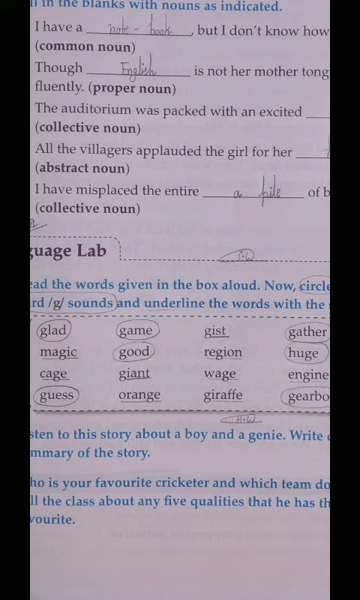 ll in the blanks with nouns as indicated.
I have a note-book, but I don't know how
(common noun)
Though English is not her mother tong
fluently. (proper noun)
The auditorium was packed with an excited
(collective noun)
All the villagers applauded the girl for her
(abstract noun)
I have misplaced the entire a pile of b
(collective noun)
guage Lab
ead the words given in the box aloud. Now, circle
rd /g/ sounds and underline the words with the
glad game gist gather
magic good region huge
cage giant wage engine
guess orange giraffe gearbo
H.W
sten to this story about a boy and a genie. Write
mmary of the story.
ho is your favourite cricketer and which team do
ll the class about any five qualities that he has th
vourite.